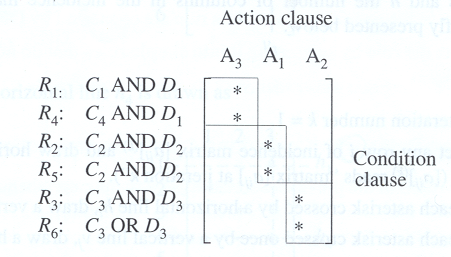 Action clause
A₃ A₁ A₂
R₁: C₁ AND D₁ *
R₄: C₄ AND D₁ *
R₂: C₂ AND D₂ *
R₅: C₂ AND D₂ *
R₃: C₃ AND D₃ *
R₆: C₃ OR D₃ *
Condition
clause